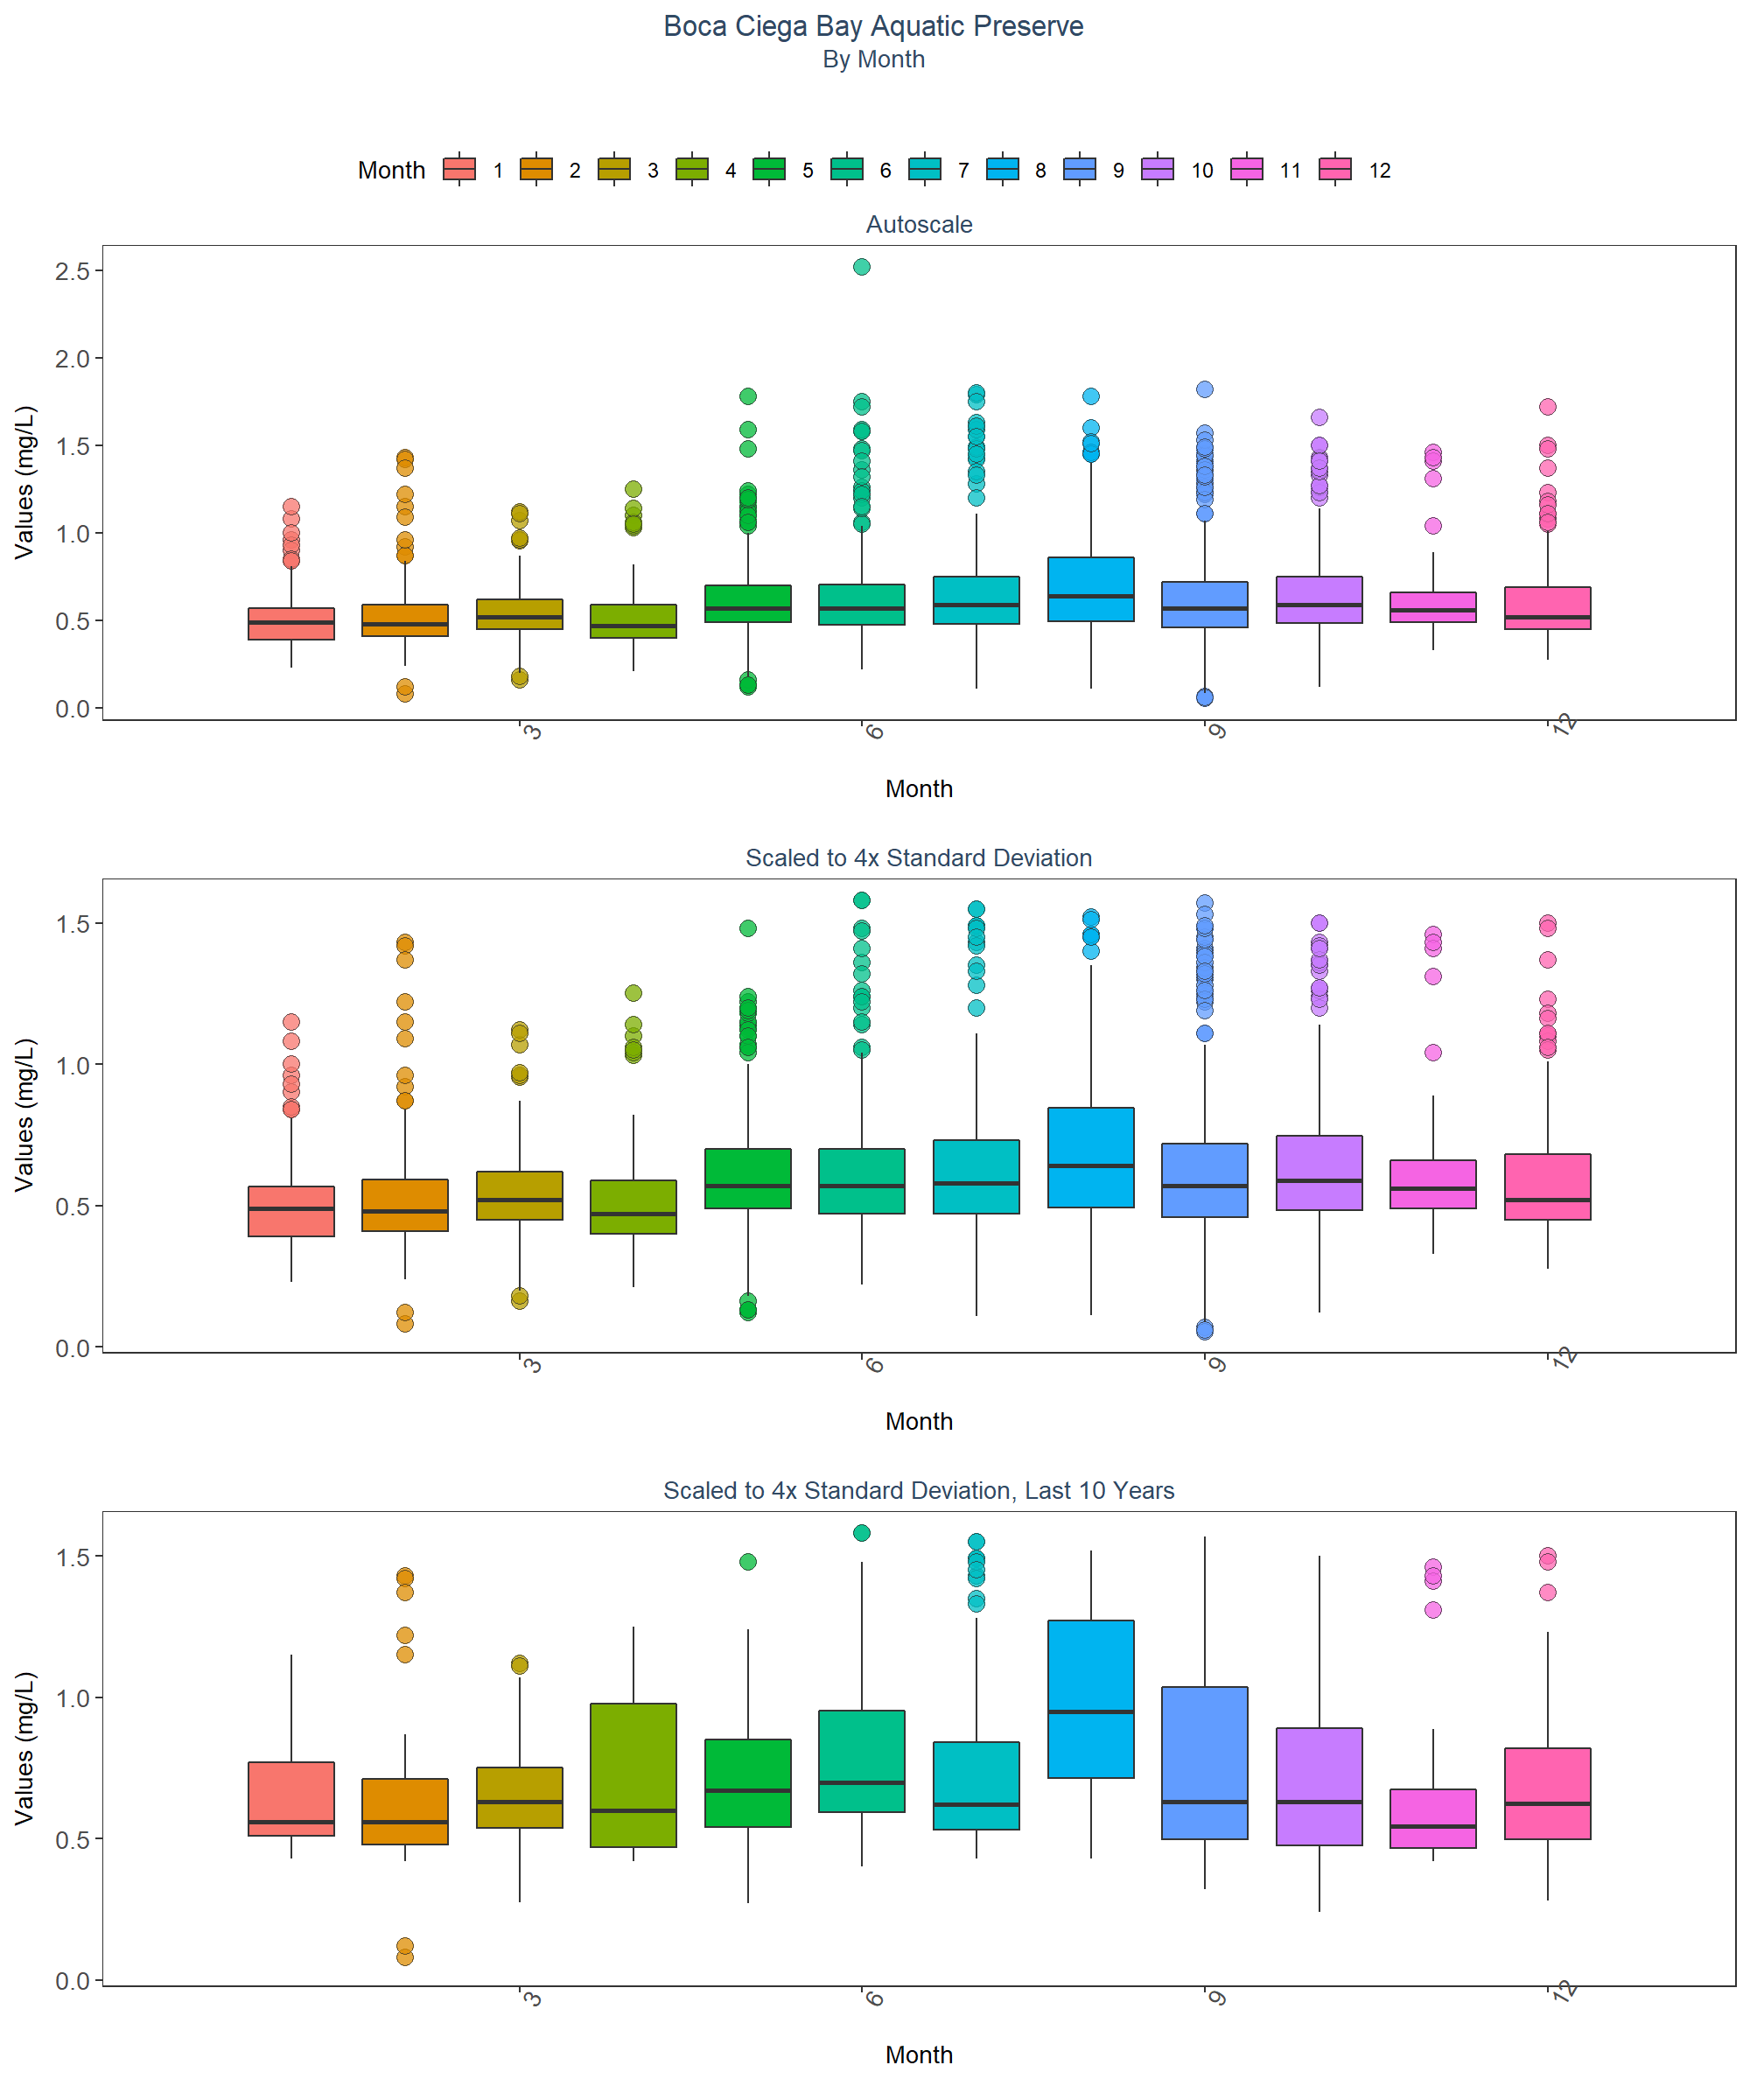 Boca Ciega Bay Aquatic Preserve
By Month
Month 1 2 3 4 5 6 7 8 9 10 11 12
Autoscale
Values (mg/L)
2.5
2.0
1.5
1.0
0.5
0.0
3 6 9 12
Month
Scaled to 4x Standard Deviation
Values (mg/L)
1.5
1.0
0.5
0.0
3 6 9 12
Month
Scaled to 4x Standard Deviation, Last 10 Years
Values (mg/L)
1.5
1.0
0.5
0.0
3 6 9 12
Month